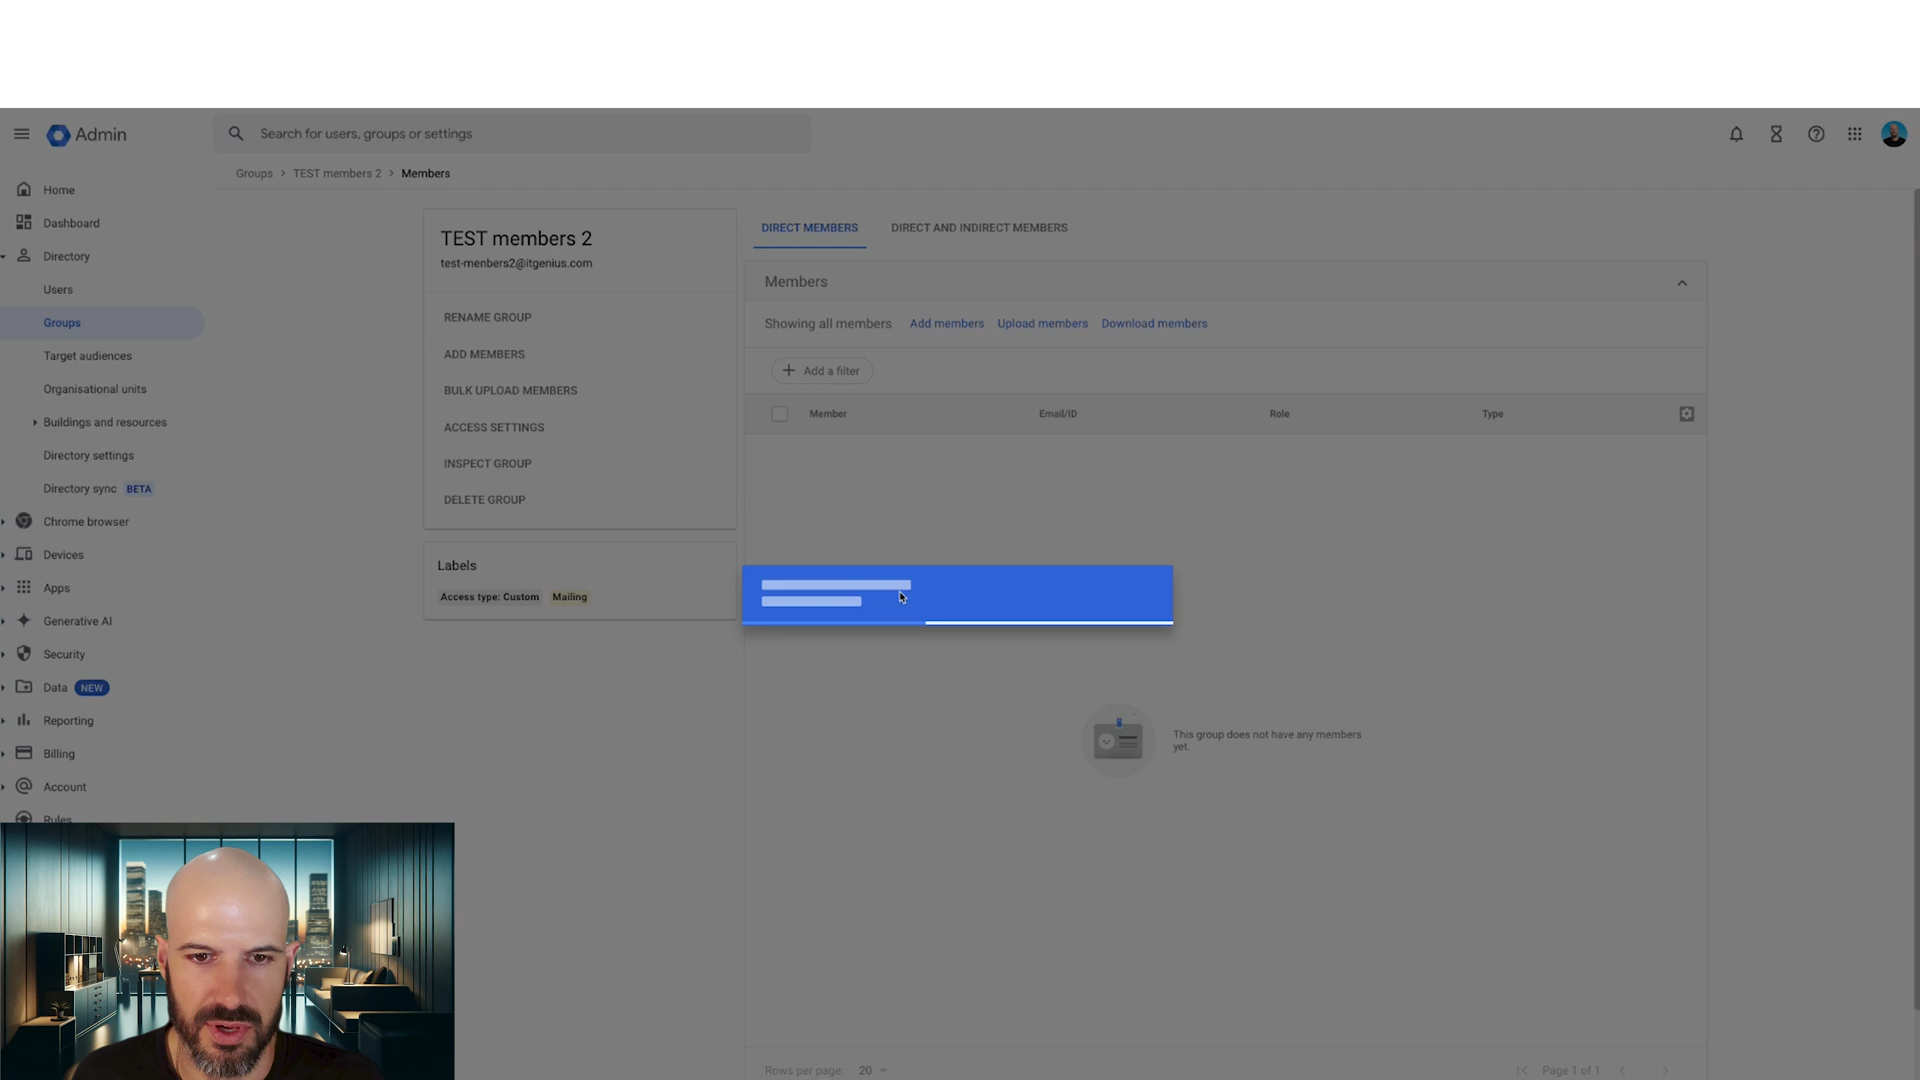 Admin
Search for users, groups or settings
Groups > TEST members 2 > Members
Home
Dashboard
Directory
Users
Groups
Target audiences
Organisational units
Buildings and resources
Directory settings
Directory sync BETA
Chrome browser
Devices
Apps
Generative AI
Security
Data NEW
Reporting
Billing
Account
Rules
TEST members 2
test-menbers2@itgenius.com
RENAME GROUP
ADD MEMBERS
BULK UPLOAD MEMBERS
ACCESS SETTINGS
INSPECT GROUP
DELETE GROUP
Labels
Access type: Custom Mailing
DIRECT MEMBERS DIRECT AND INDIRECT MEMBERS
Members
Showing all members Add members Upload members Download members
Add a filter
Member Email/ID Role Type
This group does not have any members
yet.
Rows per page: 20 Page 1 of 1